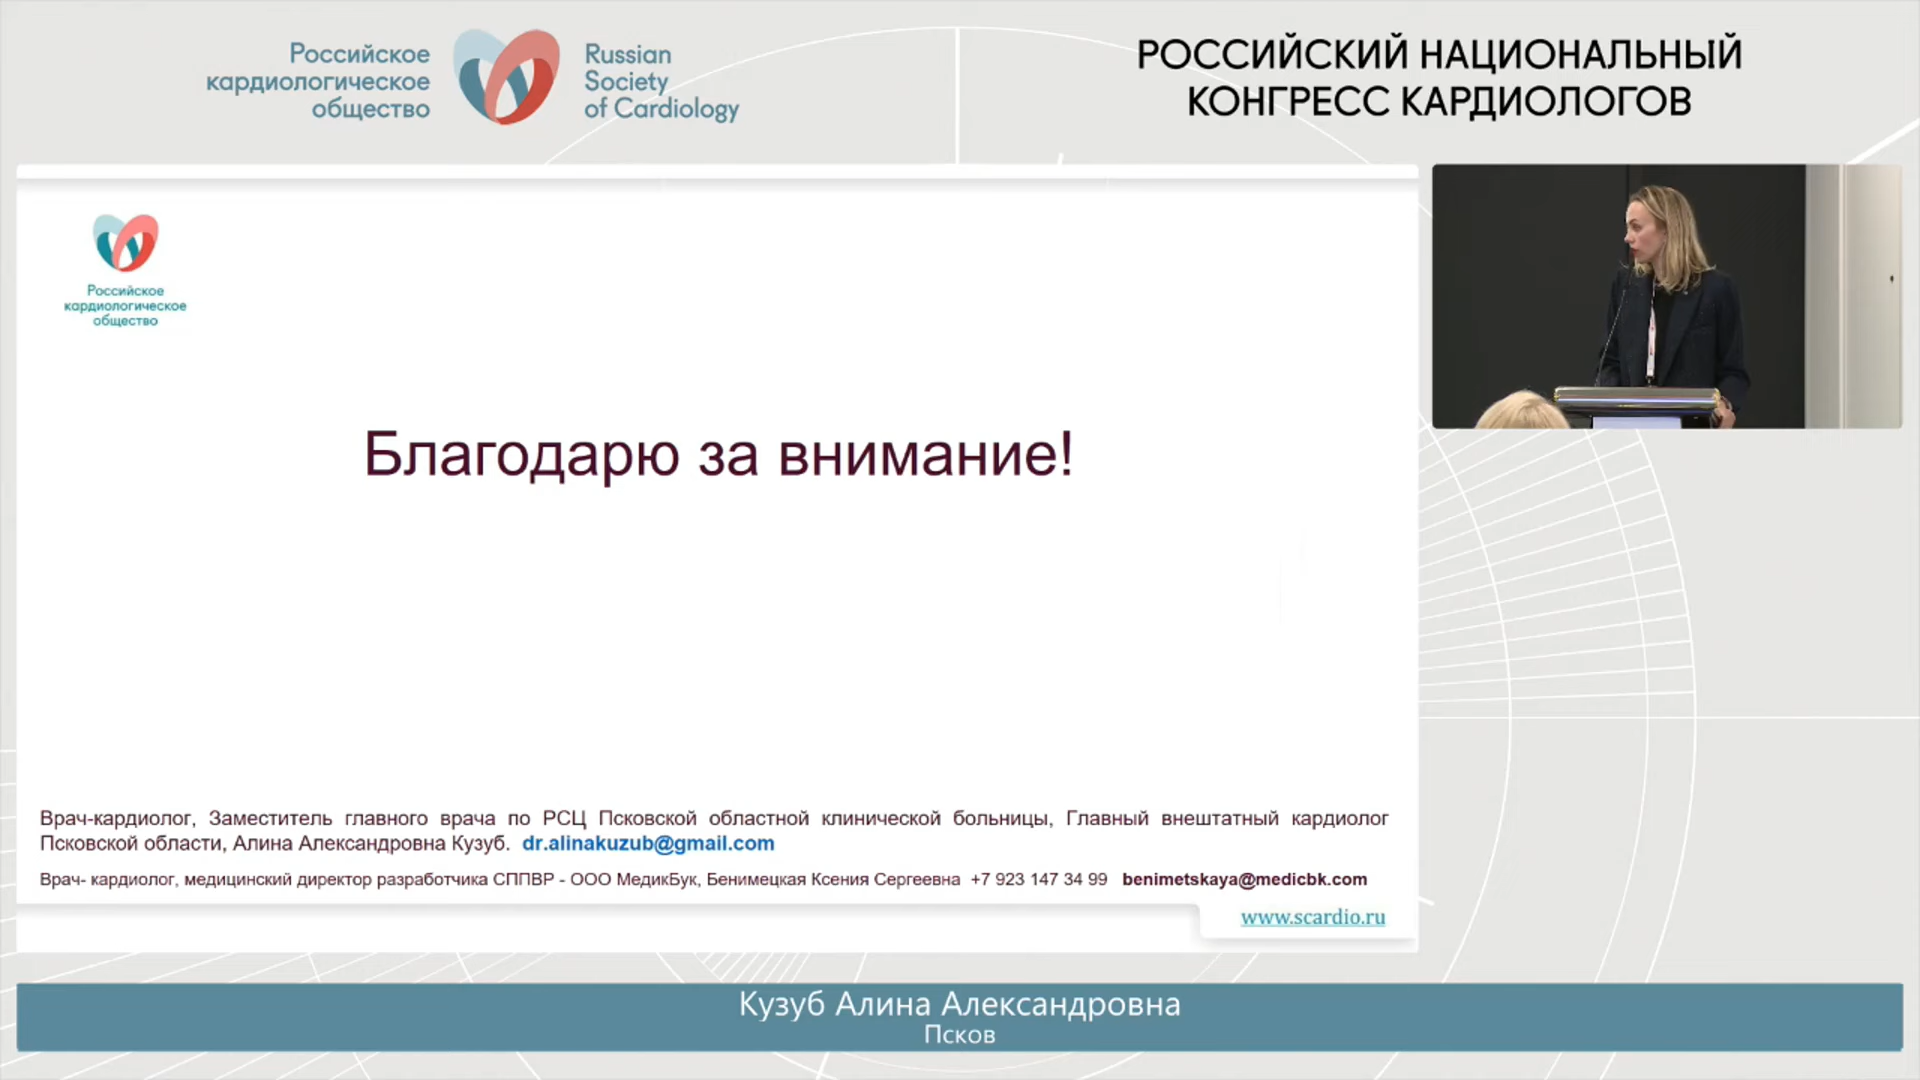 Российское
кардиологическое
общество
Russian
Society
of Cardiology
РОССИЙСКИЙ НАЦИОНАЛЬНЫЙ
КОНГРЕСС КАРДИОЛОГОВ
Российское
кардиологическое
общество
Благодарю за внимание!
Врач-кардиолог, Заместитель главного врача по РСЦ Псковской областной клинической больницы, Главный внештатный кардиолог
Псковской области, Алина Александровна Кузуб. dr.alinakuzub@gmail.com
Врач- кардиолог, медицинский директор разработчика СППВР - ООО МедикБук, Бенимецкая Ксения Сергеевна +7 923 147 34 99 benimetskaya@medicbk.com
www.scardio.ru
Кузуб Алина Александровна
Псков